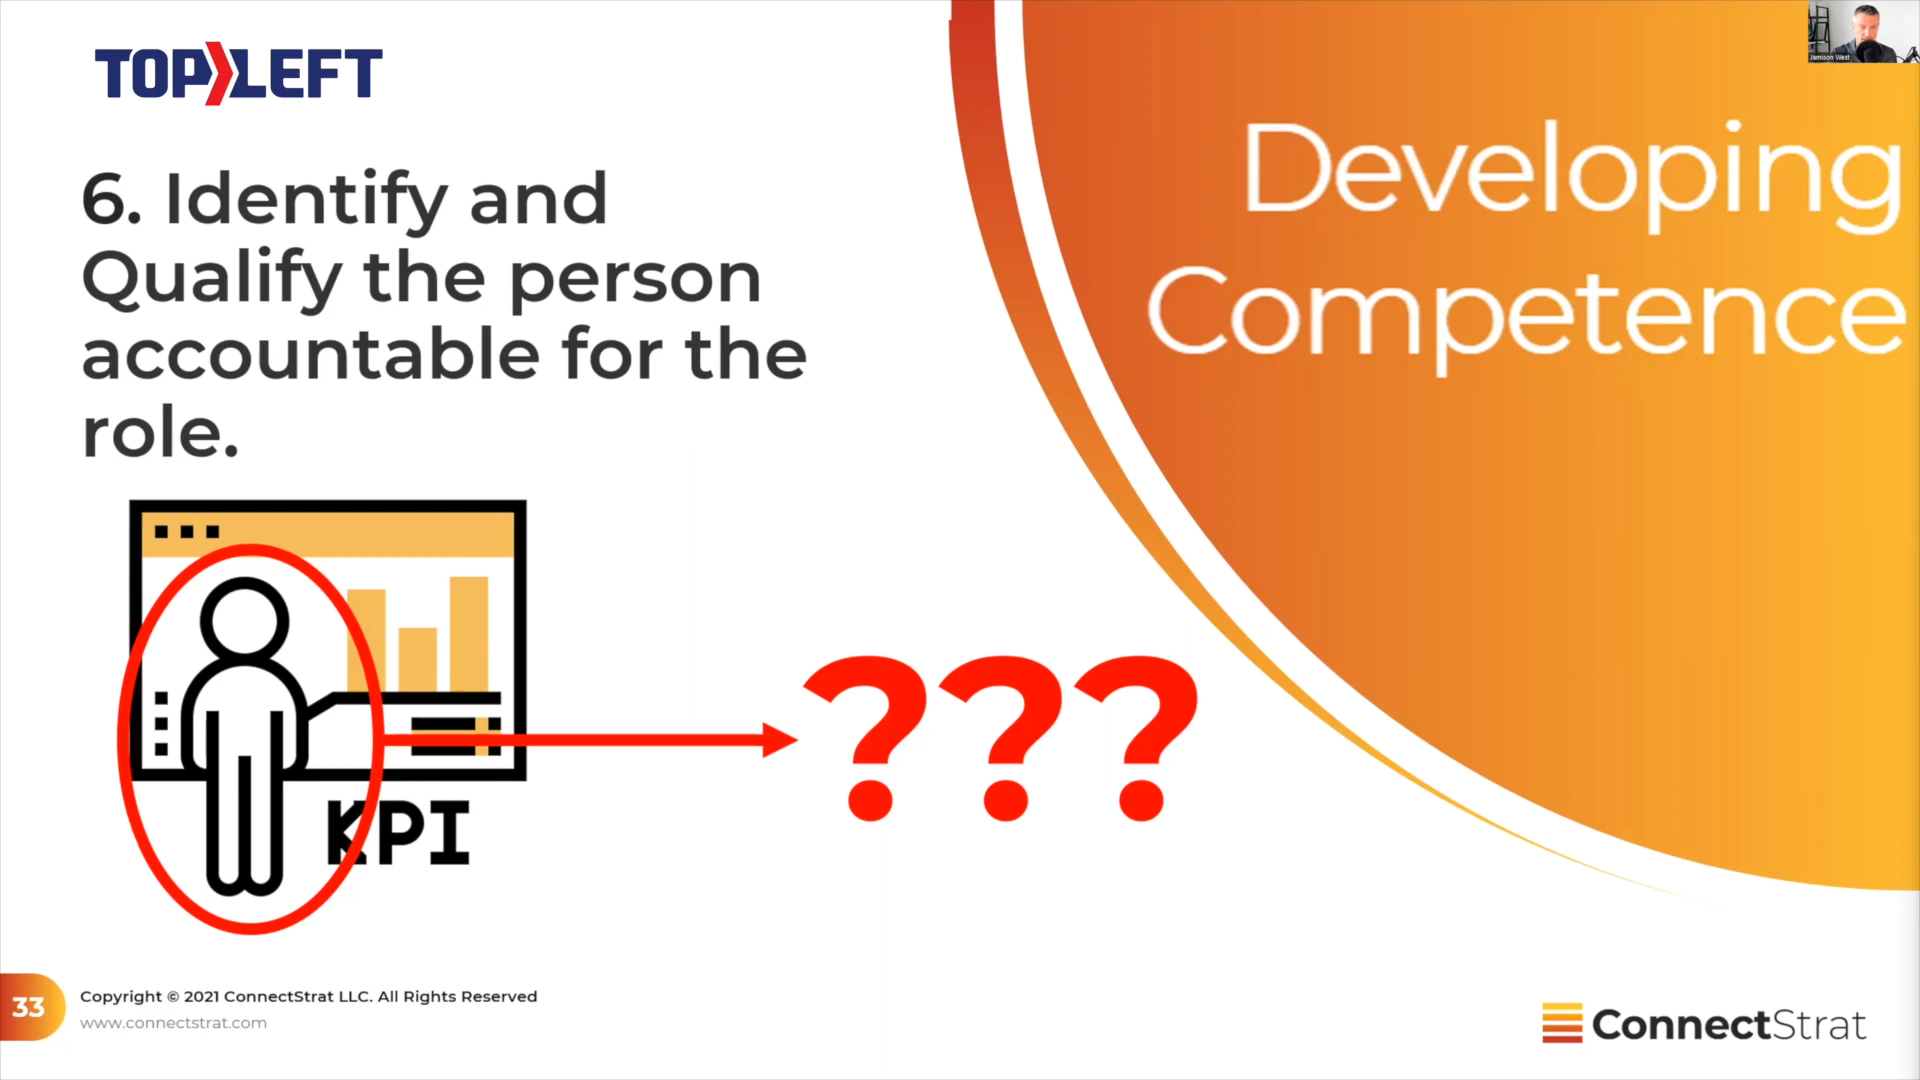 TOP LEFT
Jamison West
Developing
Competence
6. Identify and
Qualify the person
accountable for the
role.
???
KPI
33
Copyright © 2021 ConnectStrat LLC. All Rights Reserved
www.connectstrat.com
ConnectStrat